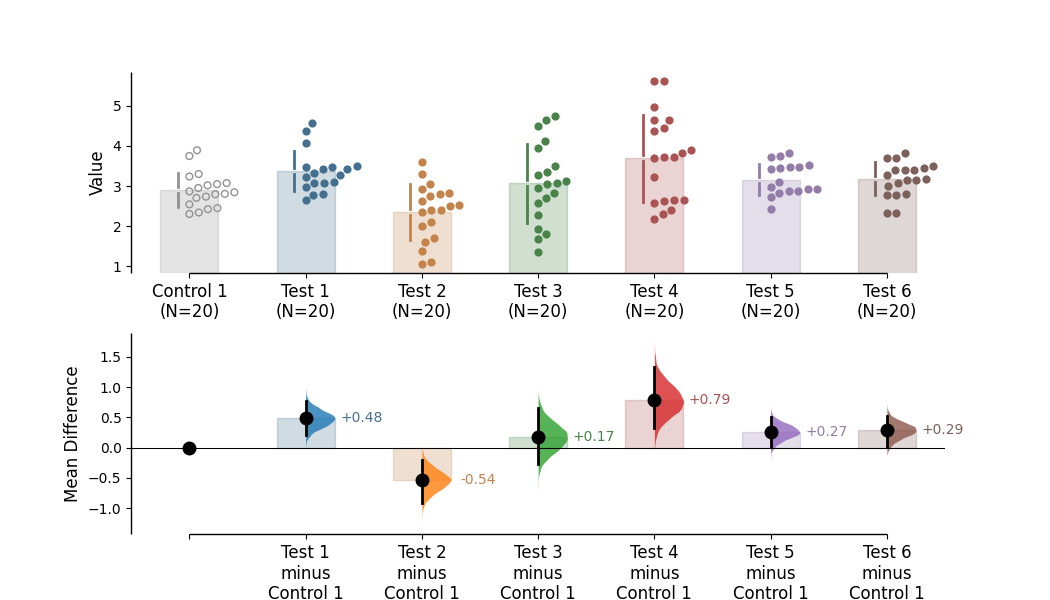 Value
5
4
3
2
1
Control 1 Test 1 Test 2 Test 3 Test 4 Test 5 Test 6
(N=20) (N=20) (N=20) (N=20) (N=20) (N=20) (N=20)
Mean Difference
1.5
1.0
0.5
0.0
−0.5
−1.0
+0.48
-0.54
+0.17
+0.79
+0.27
+0.29
Test 1 Test 2 Test 3 Test 4 Test 5 Test 6
minus minus minus minus minus minus
Control 1 Control 1 Control 1 Control 1 Control 1 Control 1